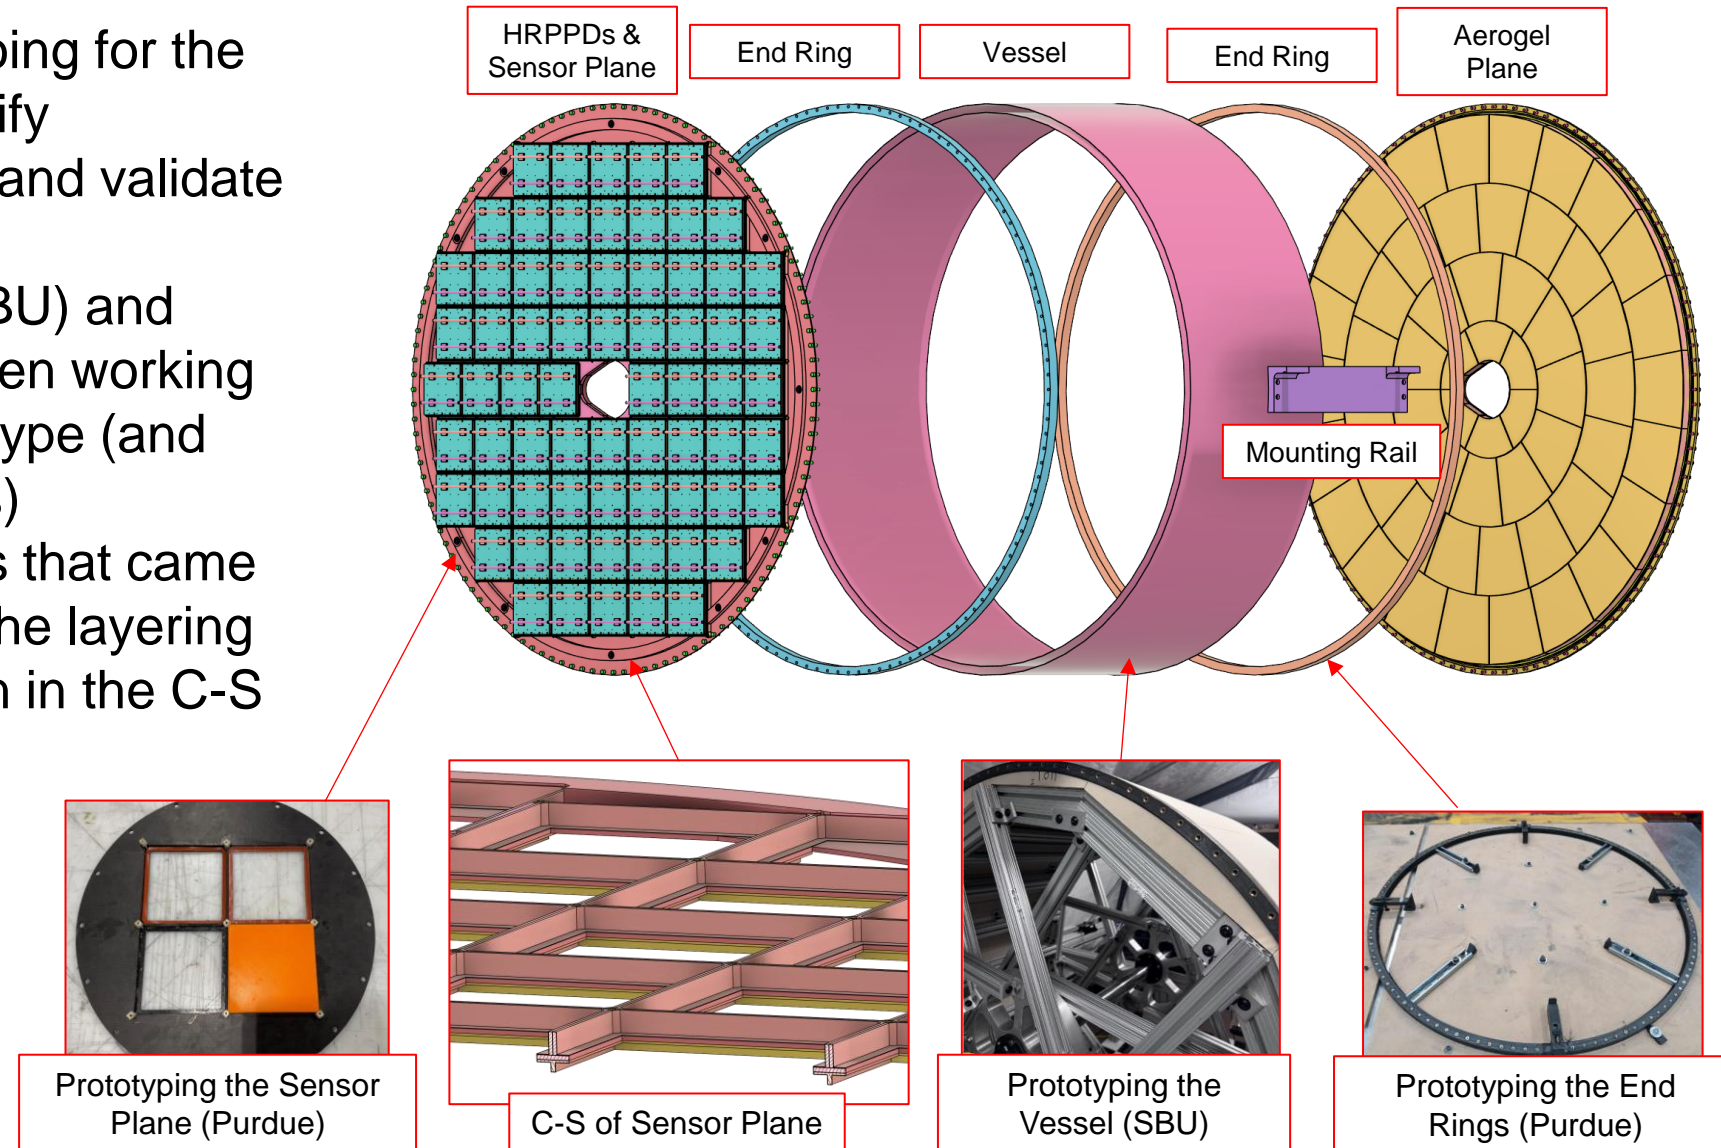 ping for the
ify
and validate
BU) and
en working
ype (and
s)
s that came
he layering
n in the C-S
HRPPDs &
Sensor Plane
End Ring
Vessel
End Ring
Aerogel
Plane
Mounting Rail
Prototyping the Sensor
Plane (Purdue)
C-S of Sensor Plane
Prototyping the
Vessel (SBU)
Prototyping the End
Rings (Purdue)